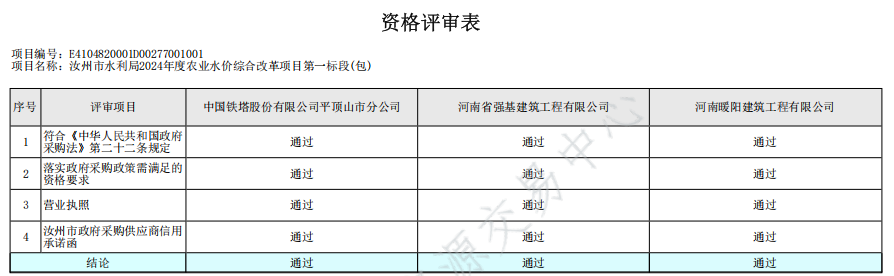 资格评审表
项目编号：E4104820001D00277001001
项目名称：汝州市水利局2024年度农业水价综合改革项目第一标段(包)
序号 评审项目 中国铁塔股份有限公司平顶山市分公司 河南省强基建筑工程有限公司 河南暖阳建筑工程有限公司
1 符合《中华人民共和国政府采购法》第二十二条规定 通过 通过 通过
2 落实政府采购政策需满足的资格要求 通过 通过 通过
3 营业执照 通过 通过 通过
4 汝州市政府采购供应商信用承诺函 通过 通过 通过
结论 通过 通过 通过
源交易中心